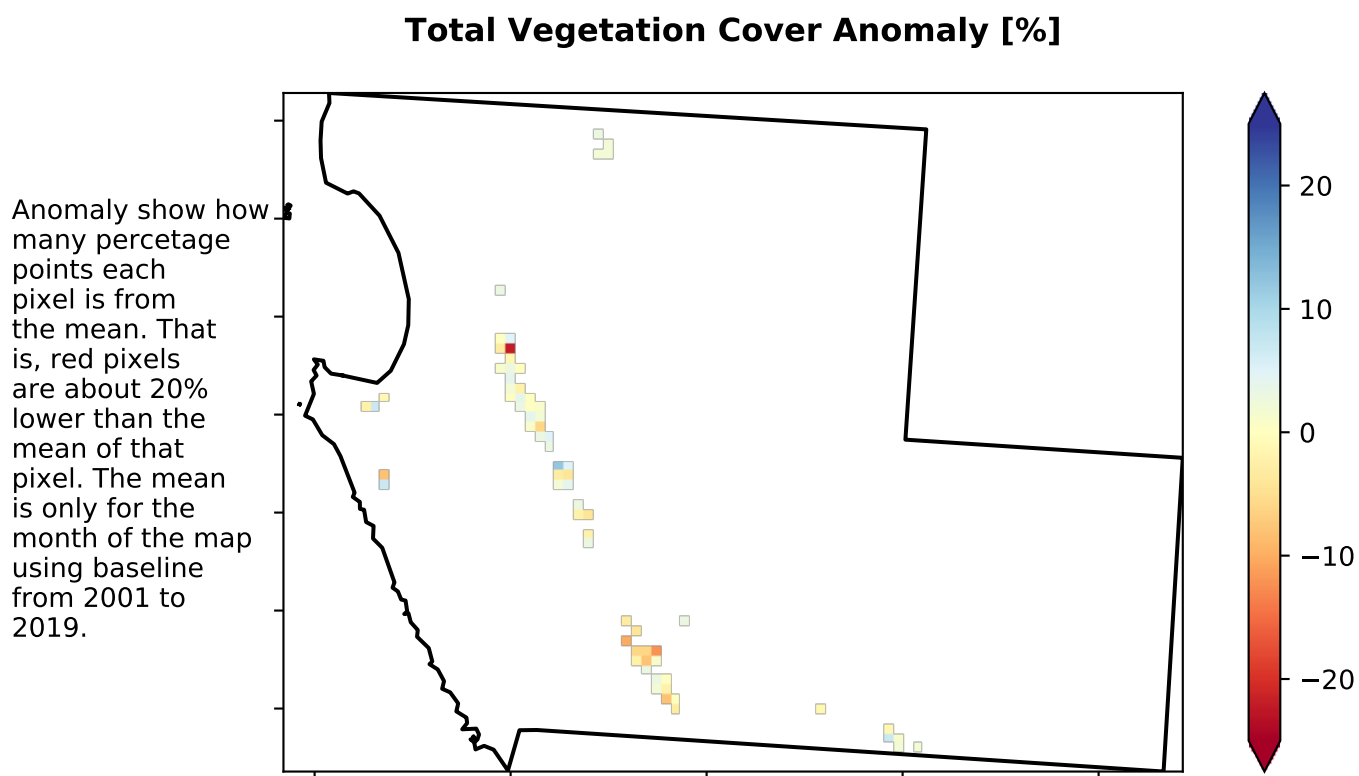 Total Vegetation Cover Anomaly [%]
Anomaly show how
many percetage
points each
pixel is from
the mean. That
is, red pixels
are about 20%
lower than the
mean of that
pixel. The mean
is only for the
month of the map
using baseline
from 2001 to
2019.
20
10
0
−10
−20